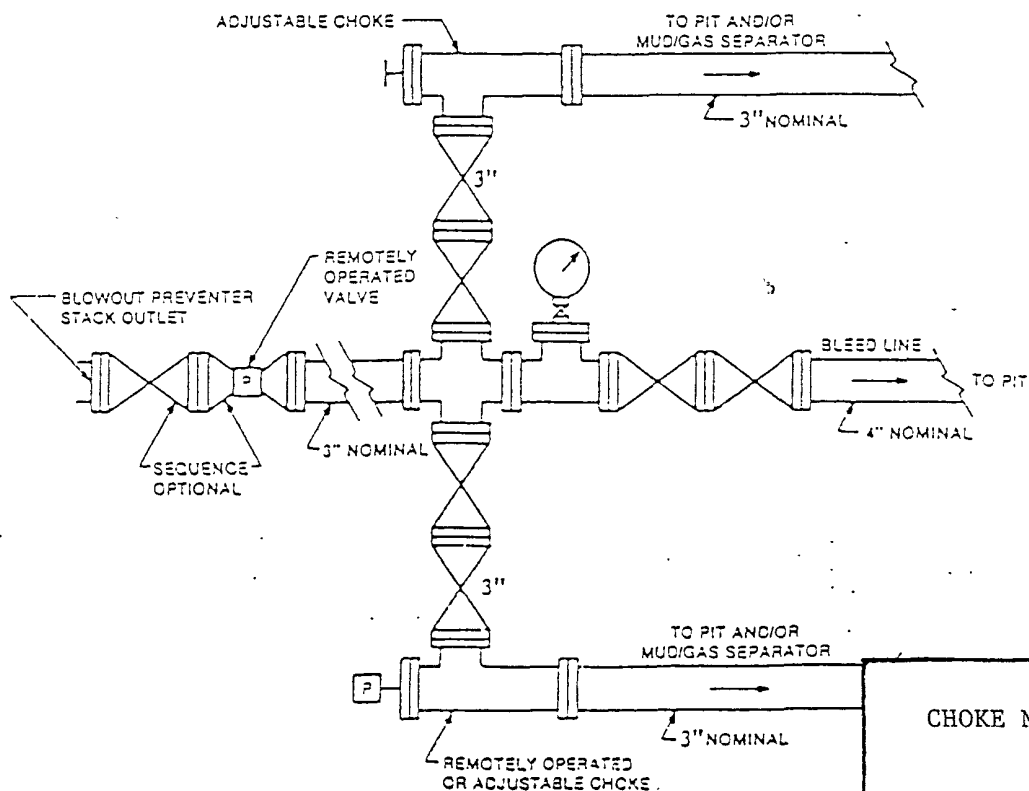 ADJUSTABLE CHOKE
TO PIT AND/OR
MUD/GAS SEPARATOR
3" NOMINAL
3"
REMOTELY
OPERATED
VALVE
BLOWOUT PREVENTER
STACK OUTLET
BLEED LINE
TO PIT
3" NOMINAL
4" NOMINAL
SEQUENCE
OPTIONAL
3"
TO PIT AND/OR
MUD/GAS SEPARATOR
P
CHOKE
3" NOMINAL
REMOTELY OPERATED
OR ADJUSTABLE CHOKE